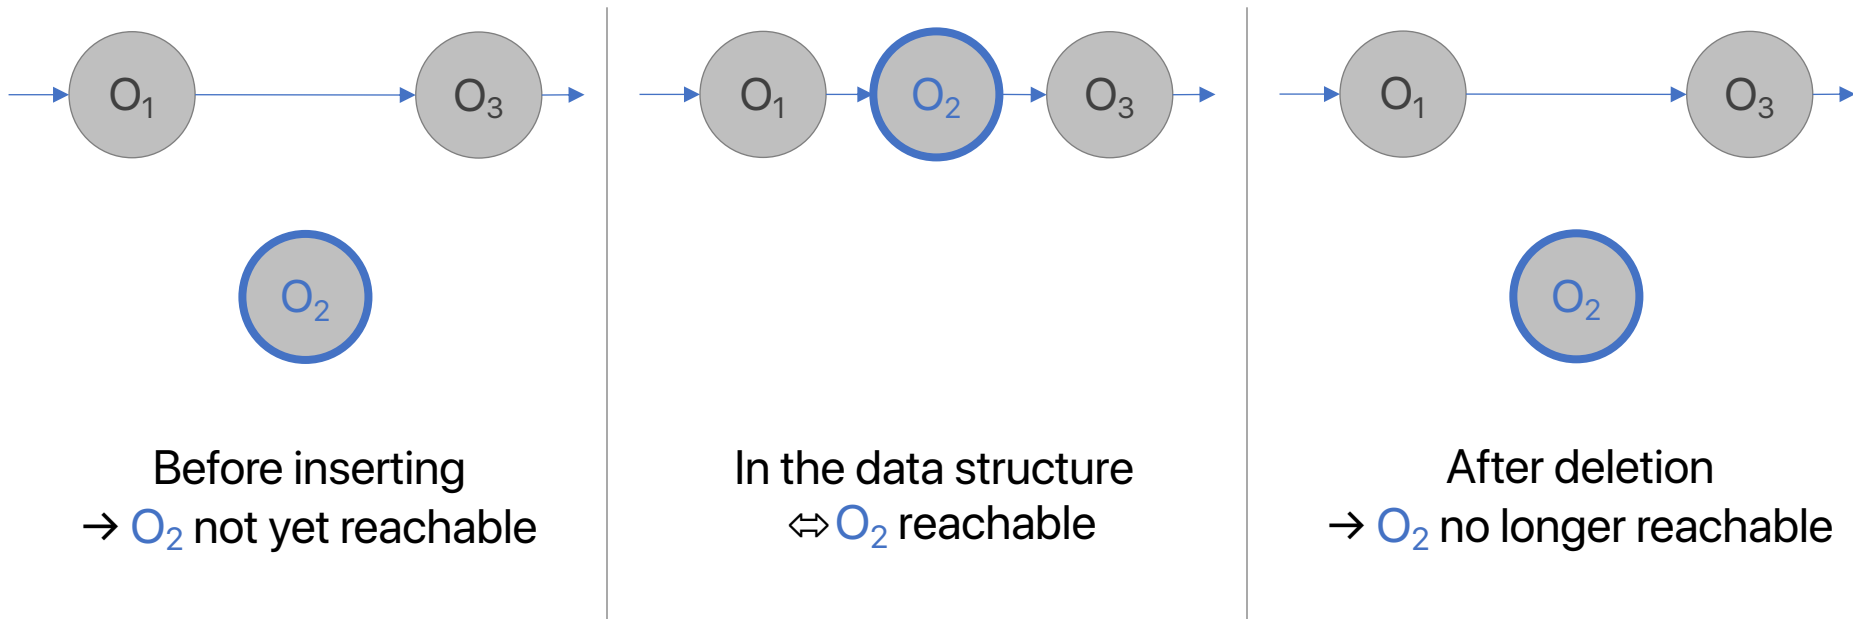 O₁
O₃
O₂
Before inserting
→ O₂ not yet reachable
O₁
O₂
O₃
In the data structure
⇔ O₂ reachable
O₁
O₃
O₂
After deletion
→ O₂ no longer reachable